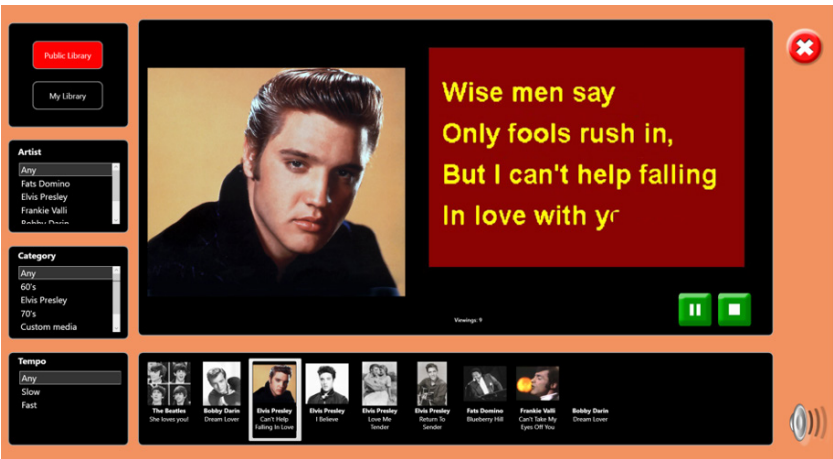 Public Library
My Library
Artist
Any
Fats Domino
Elvis Presley
Frankie Valli
Bobby Darin
Category
Any
60's
Elvis Presley
70's
Custom media
Tempo
Any
Slow
Fast
Wise men say
Only fools rush in,
But I can't help falling
In love with yo
Viewings: 9
The Beatles
She loves you!
Bobby Darin
Dream Lover
Elvis Presley
Can't Help
Falling In Love
Elvis Presley
I Believe
Elvis Presley
Love Me
Tender
Elvis Presley
Return To
Sender
Fats Domino
Blueberry Hill
Frankie Valli
Can't Take My
Eyes Off You
Bobby Darin
Dream Lover